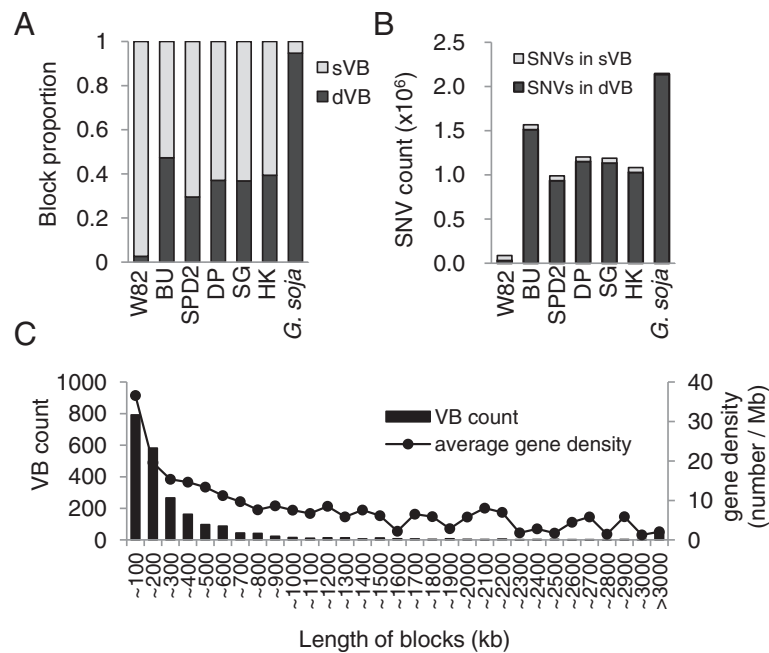 A
1
0.8
0.6
0.4
0.2
0
Block proportion
sVB
dVB
W82
BU
SPD2
DP
SG
HK
G. soja
B
2.5
2.0
1.5
1.0
0.5
0.0
SNV count (x10⁶)
SNVs in sVB
SNVs in dVB
W82
BU
SPD2
DP
SG
HK
G. soja
C
1000
800
600
400
200
0
VB count
VB count
average gene density
40
30
20
10
0
gene density
(number / Mb)
~100
~200
~300
~400
~500
~600
~700
~800
~900
~1000
~1100
~1200
~1300
~1400
~1500
~1600
~1700
~1800
~1900
~2000
~2100
~2200
~2300
~2400
~2500
~2600
~2700
~2800
~2900
~3000
>30000
Length of blocks (kb)